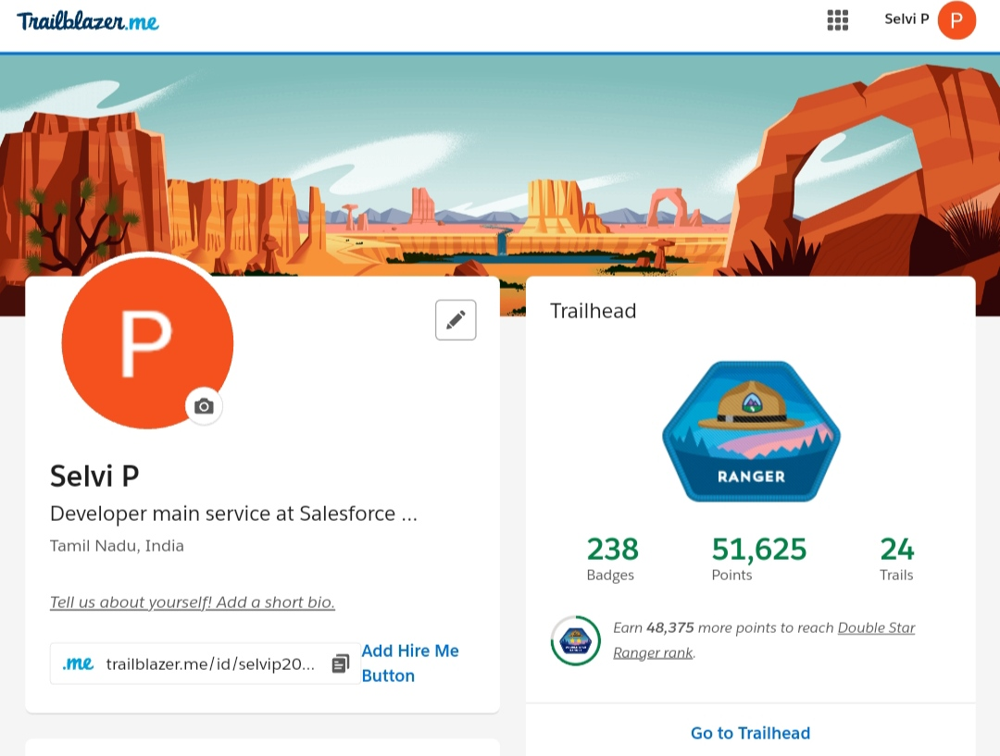 Trailblazer.me
Selvi P
P
P
Selvi P
Developer main service at Salesforce ...
Tamil Nadu, India
Tell us about yourself! Add a short bio.
.me trailblazer.me/id/selvip20...
Add Hire Me
Button
Trailhead
RANGER
238 51,625 24
Badges Points Trails
Earn 48,375 more points to reach Double Star
Ranger rank.
Go to Trailhead